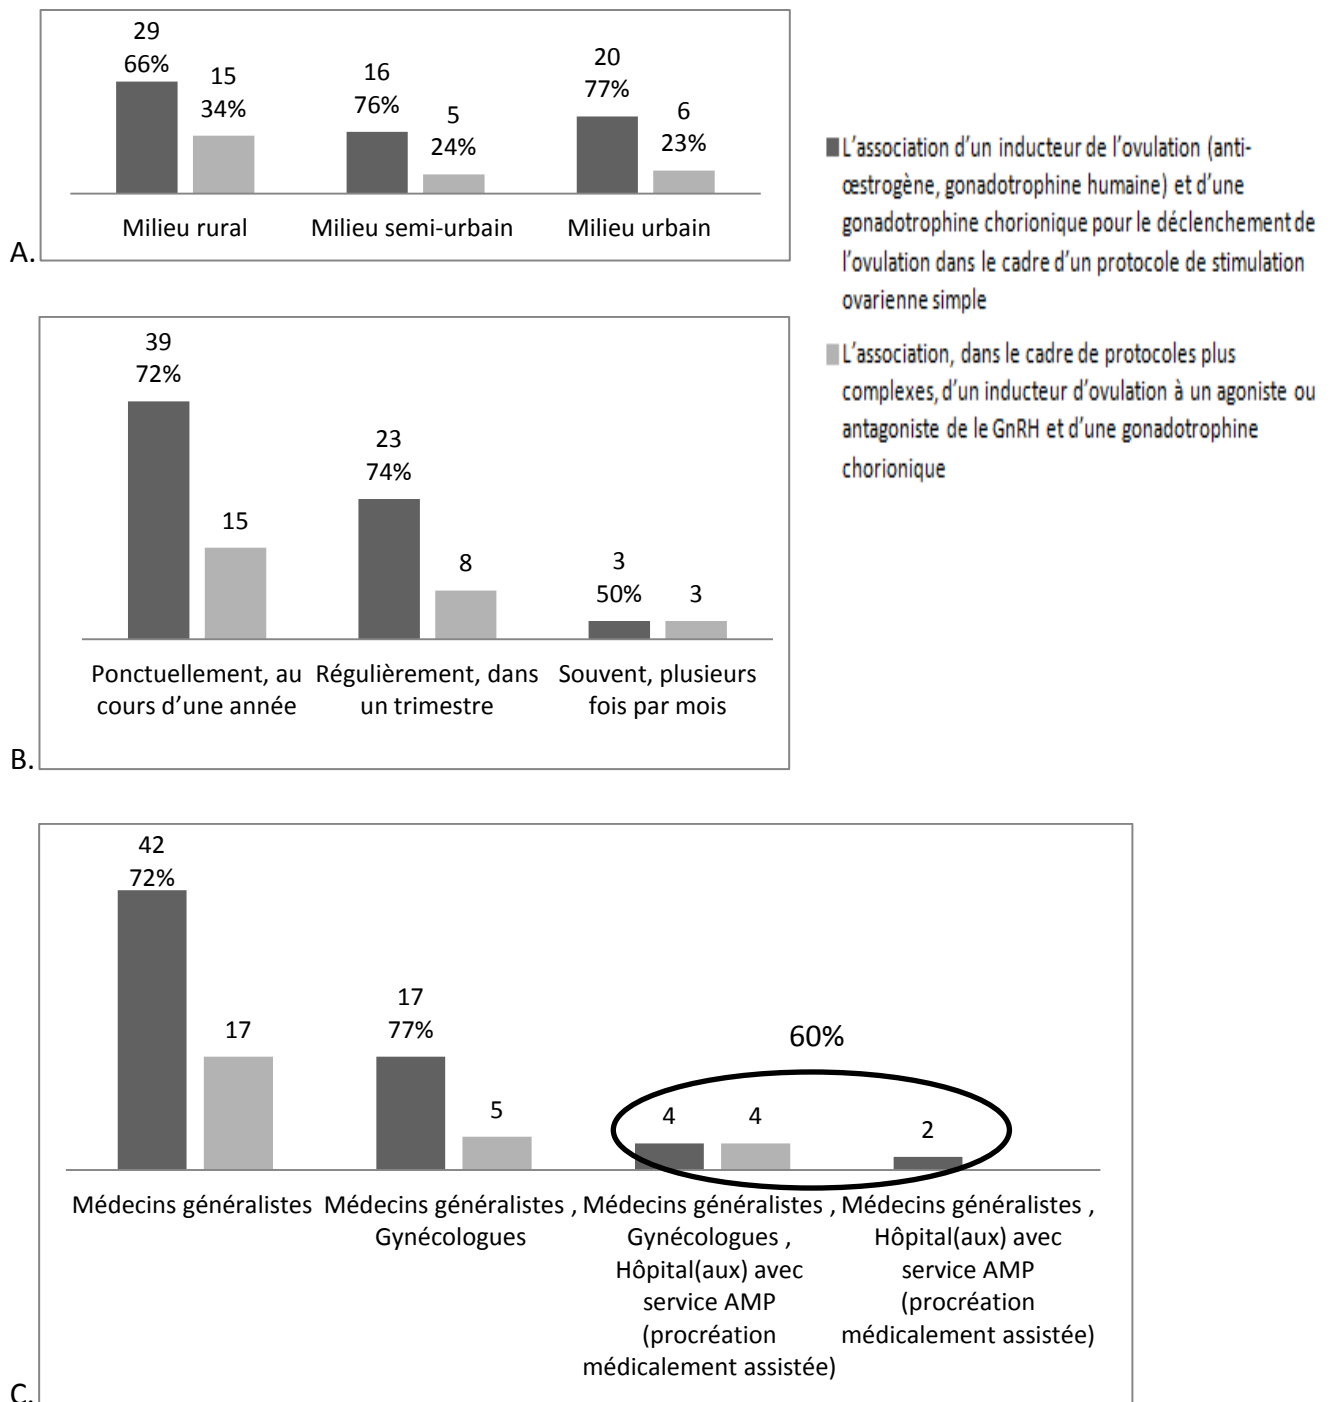 29
66%
15
34%
16
76%
5
24%
20
77%
6
23%
Milieu rural
Milieu semi-urbain
Milieu urbain
A.
L’association d’un inducteur de l’ovulation (anti-
œstrogène, gonadotrophine humaine) et d’une
gonadotrophine chorionique pour le déclenchement de
l’ovulation dans le cadre d’un protocole de stimulation
ovarienne simple
L’association, dans le cadre de protocoles plus
complexes, d’un inducteur d’ovulation à un agoniste ou
antagoniste de le GnRH et d’une gonadotrophine
chorionique
39
72%
15
23
74%
8
3
50%
3
Ponctuellement, au
cours d’une année
Régulièrement, dans
un trimestre
Souvent, plusieurs
fois par mois
B.
42
72%
17
17
77%
5
60%
4
4
2
Médecins généralistes
Médecins généralistes ,
Gynécologues
Médecins généralistes ,
Gynécologues ,
Hôpital(aux) avec
service AMP
(procréation
médicalement assistée)
Médecins généralistes ,
Hôpital(aux) avec
service AMP
(procréation
médicalement assistée)
C.